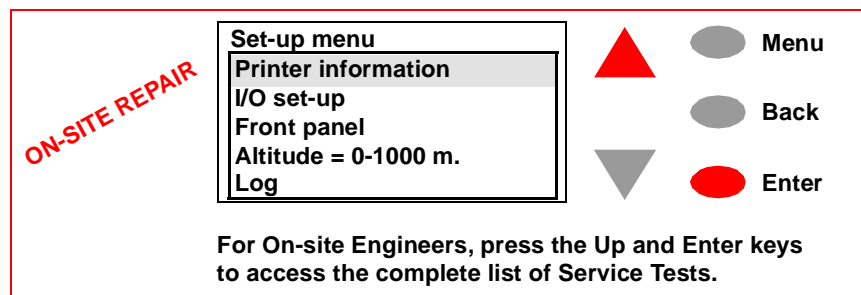 ON-SITE REPAIR
Set-up menu
Printer information
I/O set-up
Front panel
Altitude = 0-1000 m.
Log
Menu
Back
Enter
For On-site Engineers, press the Up and Enter keys
to access the complete list of Service Tests.